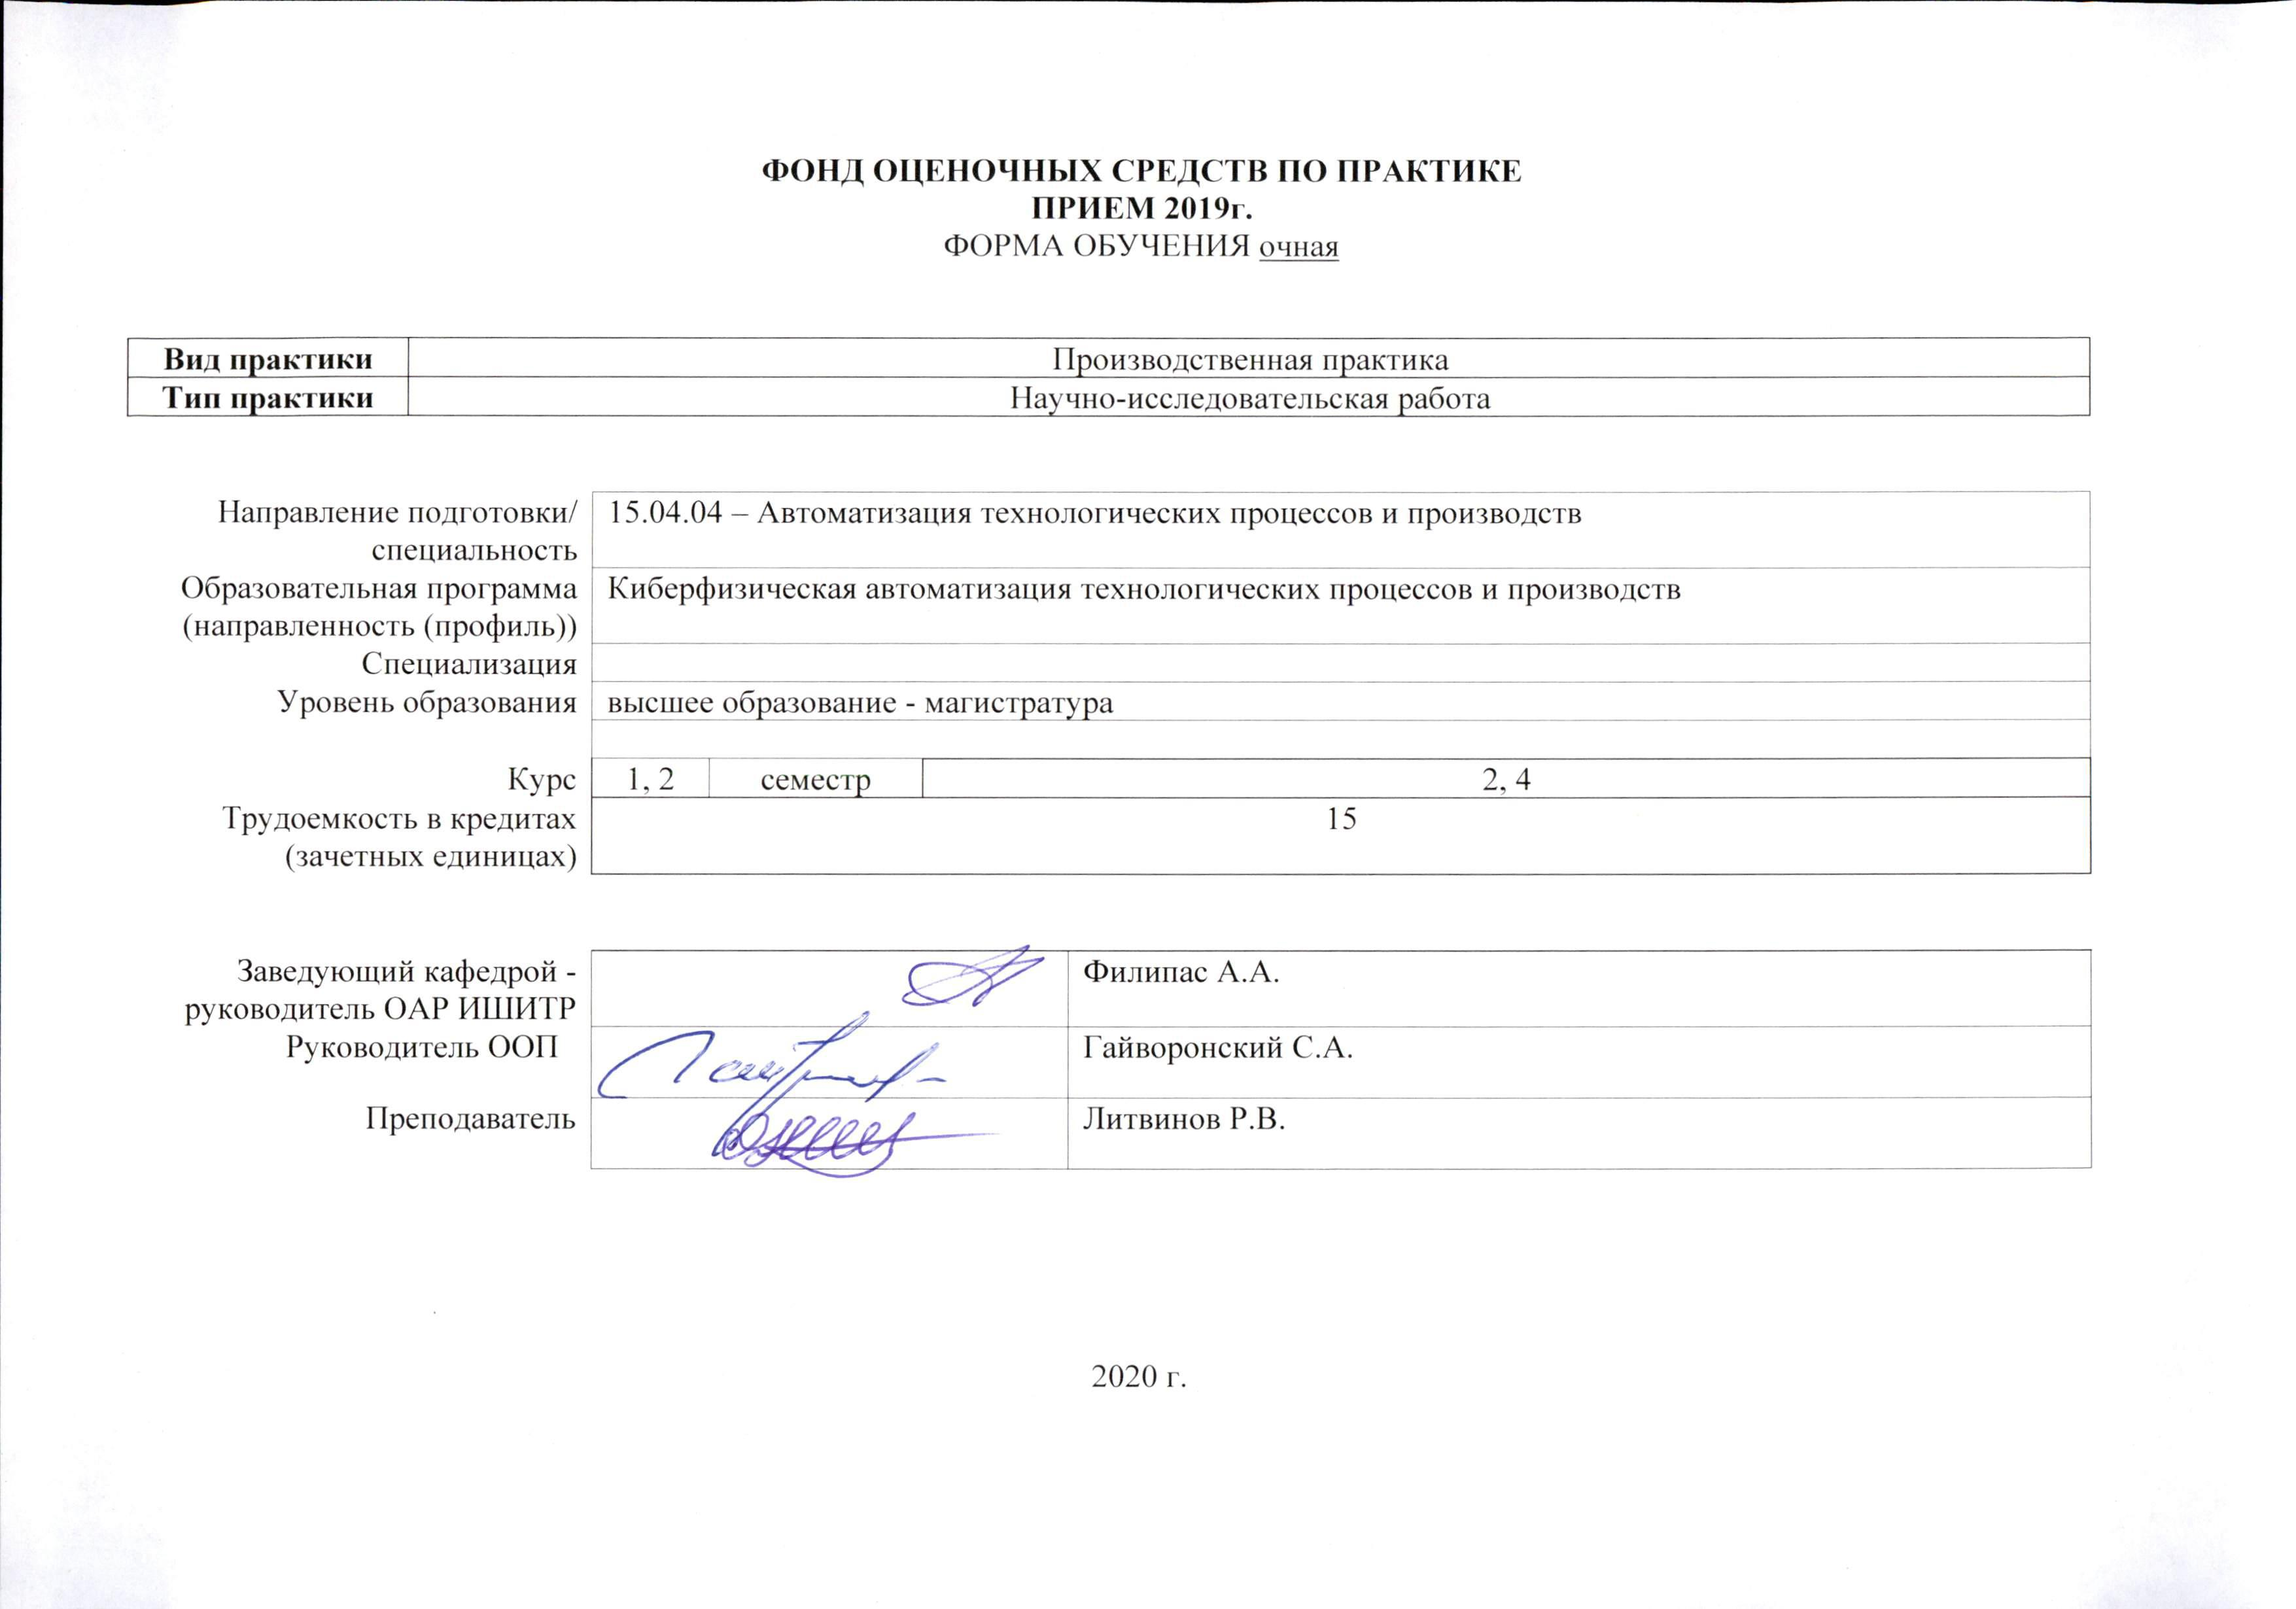 ФОНД ОЦЕНОЧНЫХ СРЕДСТВ ПО ПРАКТИКЕ
ПРИЕМ 2019г.
ФОРМА ОБУЧЕНИЯ очная
Вид практики Производственная практика
Тип практики Научно-исследовательская работа
Направление подготовки/ 15.04.04 – Автоматизация технологических процессов и производств
специальность
Образовательная программа Киберфизическая автоматизация технологических процессов и производств
(направленность (профиль))
Специализация
Уровень образования высшее образование - магистратура
Курс 1, 2 семестр 2, 4
Трудоемкость в кредитах 15
(зачетных единицах)
Заведующий кафедрой - Филипас А.А.
руководитель ОАР ИШИТР
Руководитель ООП Гайворонский С.А.
Преподаватель Литвинов Р.В.
2020 г.